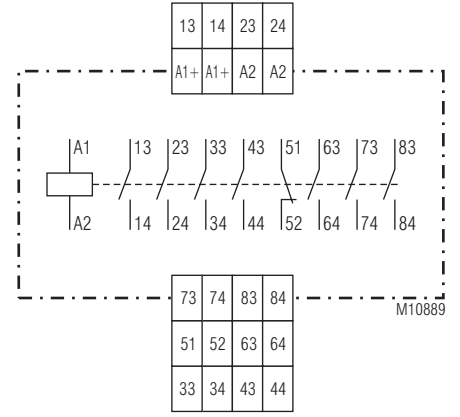 13 14 23 24
A1+ A1+ A2 A2
A1 13 23 33 43 51 63 73 83
A2 14 24 34 44 52 64 74 84
73 74 83 84
M10889
51 52 63 64
33 34 43 44